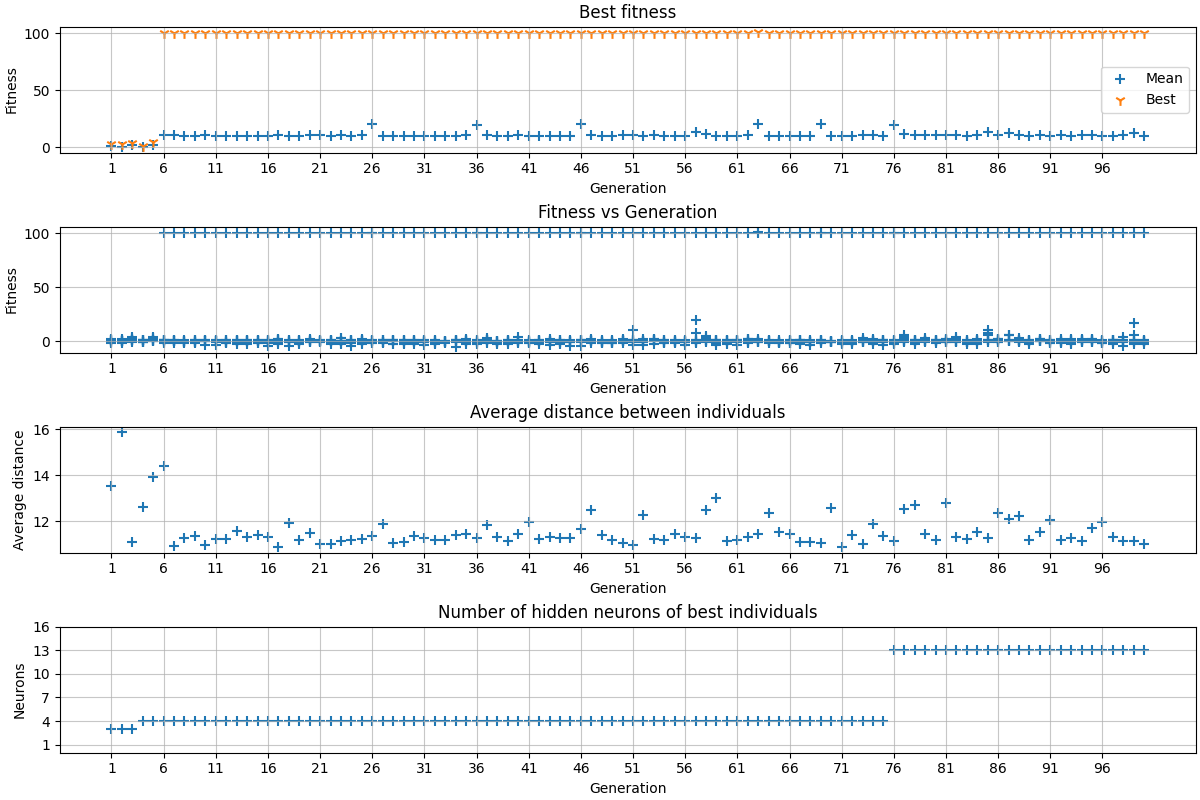 Best fitness
100
50
0
Fitness
Mean
Best
1 6 11 16 21 26 31 36 41 46 51 56 61 66 71 76 81 86 91 96
Generation
Fitness vs Generation
100
50
0
Fitness
1 6 11 16 21 26 31 36 41 46 51 56 61 66 71 76 81 86 91 96
Generation
Average distance between individuals
16
14
12
Average distance
1 6 11 16 21 26 31 36 41 46 51 56 61 66 71 76 81 86 91 96
Generation
Number of hidden neurons of best individuals
16
13
10
7
4
1
Neurons
1 6 11 16 21 26 31 36 41 46 51 56 61 66 71 76 81 86 91 96
Generation